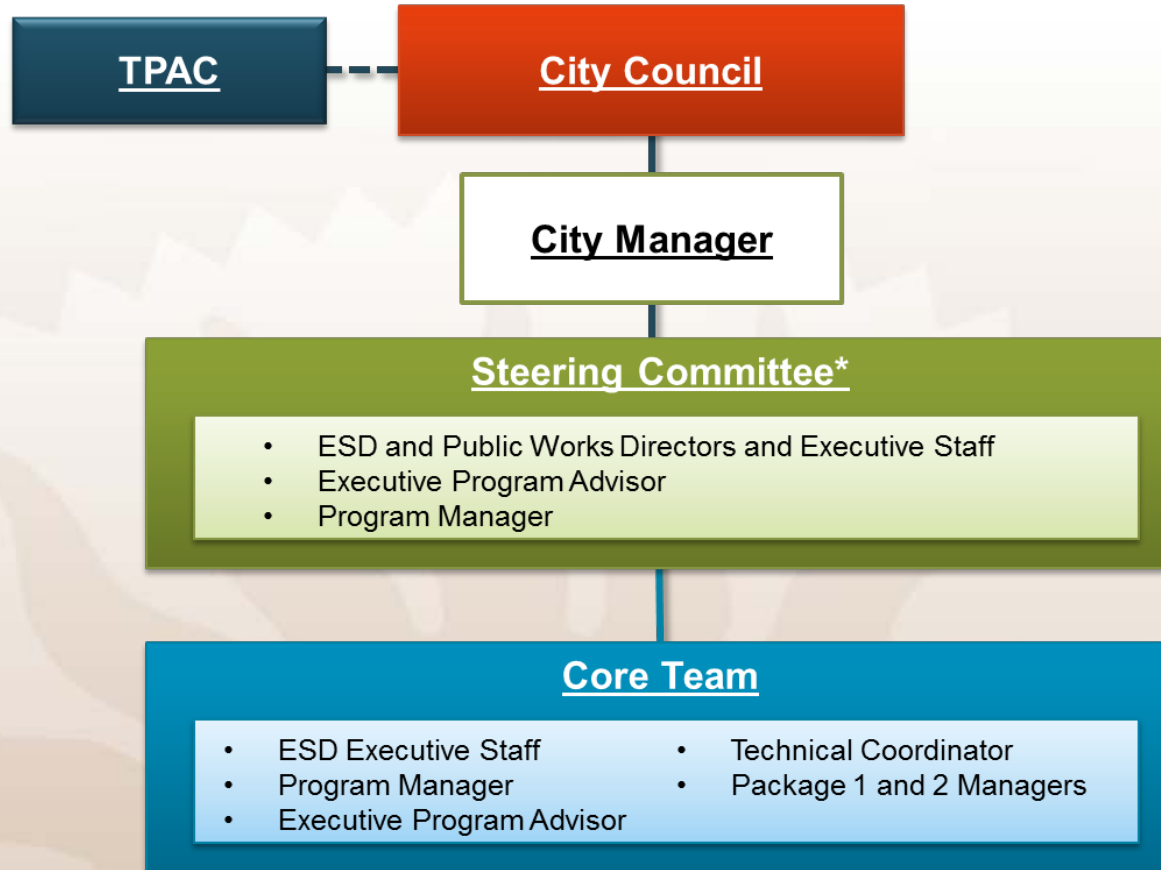 TPAC
City Council
City Manager
Steering Committee*
• ESD and Public Works Directors and Executive Staff
• Executive Program Advisor
• Program Manager
Core Team
• ESD Executive Staff
• Program Manager
• Executive Program Advisor
• Technical Coordinator
• Package 1 and 2 Managers